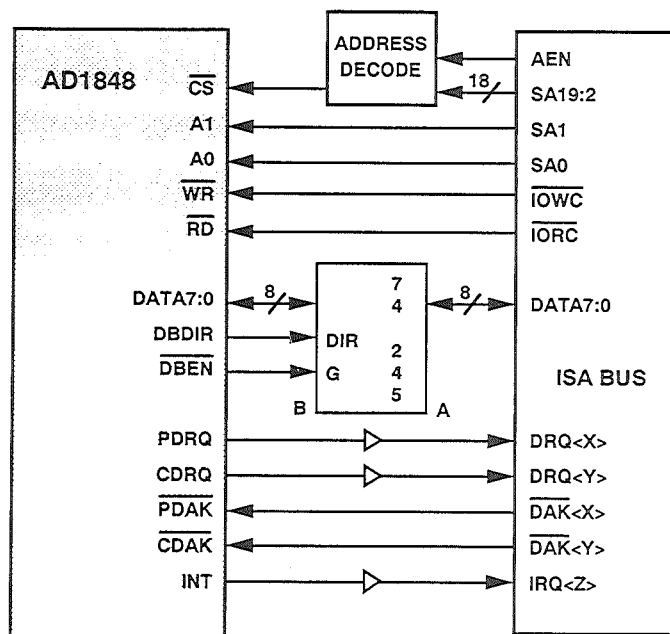 ADDRESS
DECODE
AD1848
CS
A1
A0
WR
RD
DATA7:0
DBDIR
DBEN
PDRQ
CDRQ
PDAK
CDAK
INT
18
8
7
4
DIR
2
G
4
5
B
A
8
AEN
SA19:2
SA1
SA0
IOWC
IORC
DATA7:0
ISA BUS
DRQ<X>
DRQ<Y>
DAK<X>
DAK<Y>
IRQ<Z>